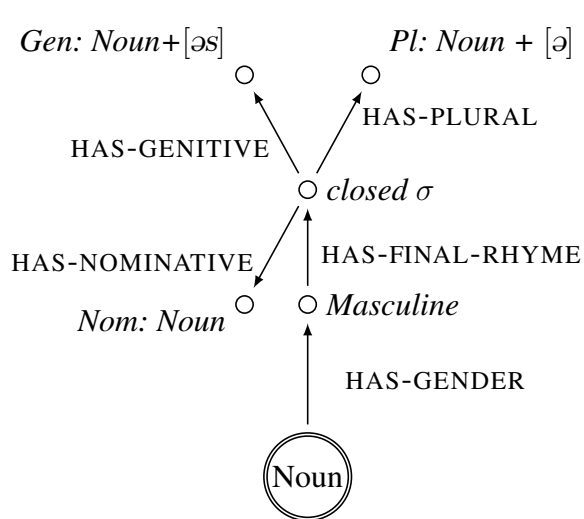 Gen: Noun+[əs]
Pl: Noun + [ə]
HAS-PLURAL
HAS-GENITIVE
closed σ
HAS-NOMINATIVE
HAS-FINAL-RHYME
Nom: Noun
Masculine
HAS-GENDER
Noun